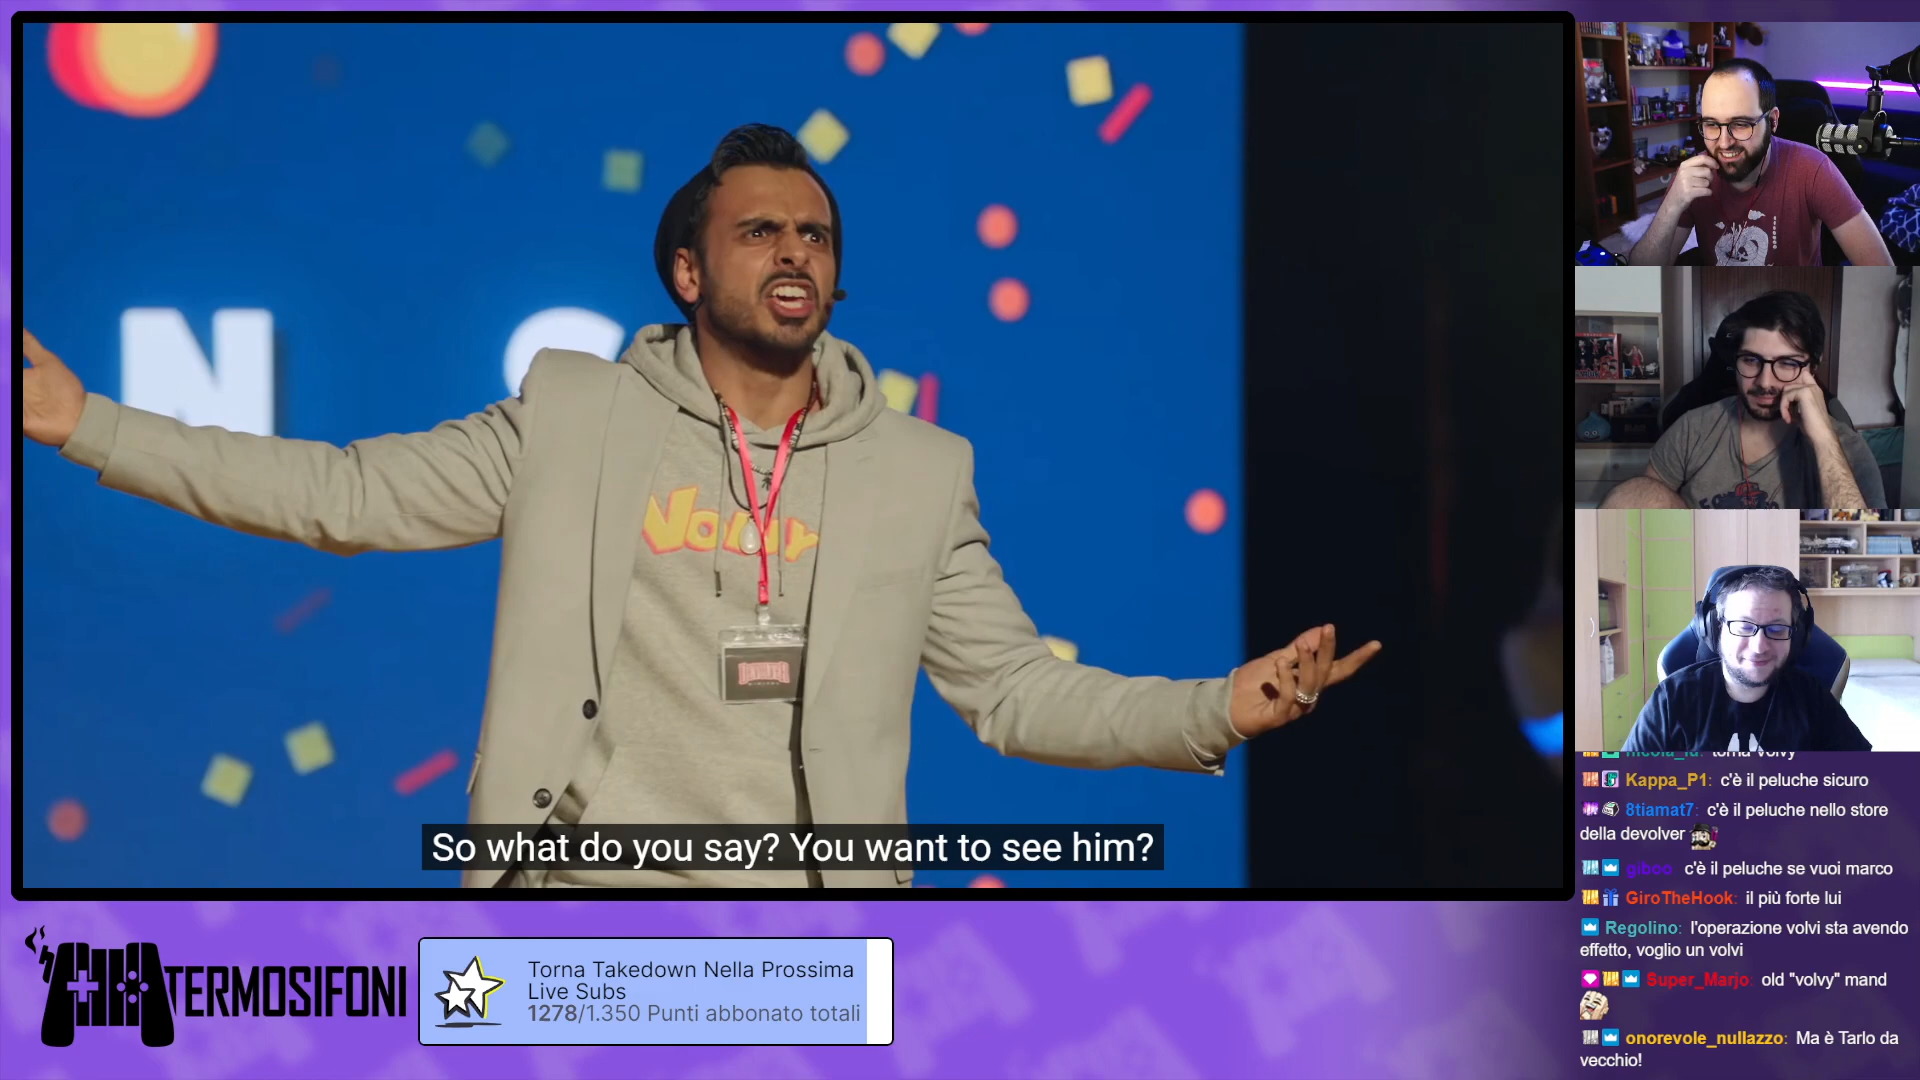 N S
Volvy
DEVOLVER
So what do you say? You want to see him?
TERMOSIFONI
Torna Takedown Nella Prossima
Live Subs
1278/1.350 Punti abbonato totali
torna volvy
Kappa_P1: c'è il peluche sicuro
8tiamat7: c'è il peluche nello store
della devolver
giboo: c'è il peluche se vuoi marco
GiroTheHook: il più forte lui
Regolino: l'operazione volvi sta avendo
effetto, voglio un volvi
Super_Marjo: old "volvy" mand
onorevole_nullazzo: Ma è Tarlo da
vecchio!